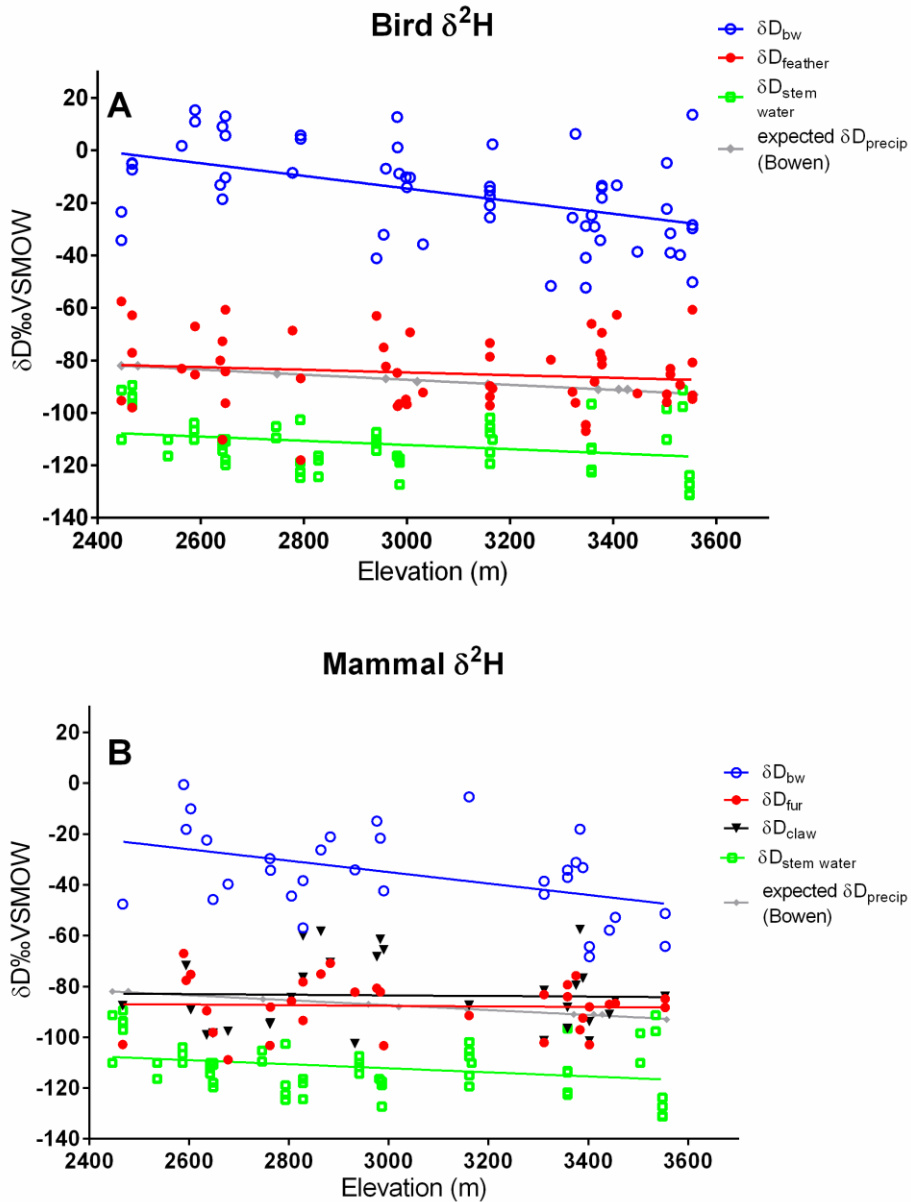 Bird δ²H
A
δD‰VSMOW
20
0
-20
-40
-60
-80
-100
-120
-140
2400 2600 2800 3000 3200 3400 3600
Elevation (m)
δDbw
δDfeather
δDstem
water
expected δDprecip
(Bowen)
Mammal δ²H
B
δD‰VSMOW
20
0
-20
-40
-60
-80
-100
-120
-140
2400 2600 2800 3000 3200 3400 3600
Elevation (m)
δDbw
δDfur
δDclaw
δDstem water
expected δDprecip
(Bowen)